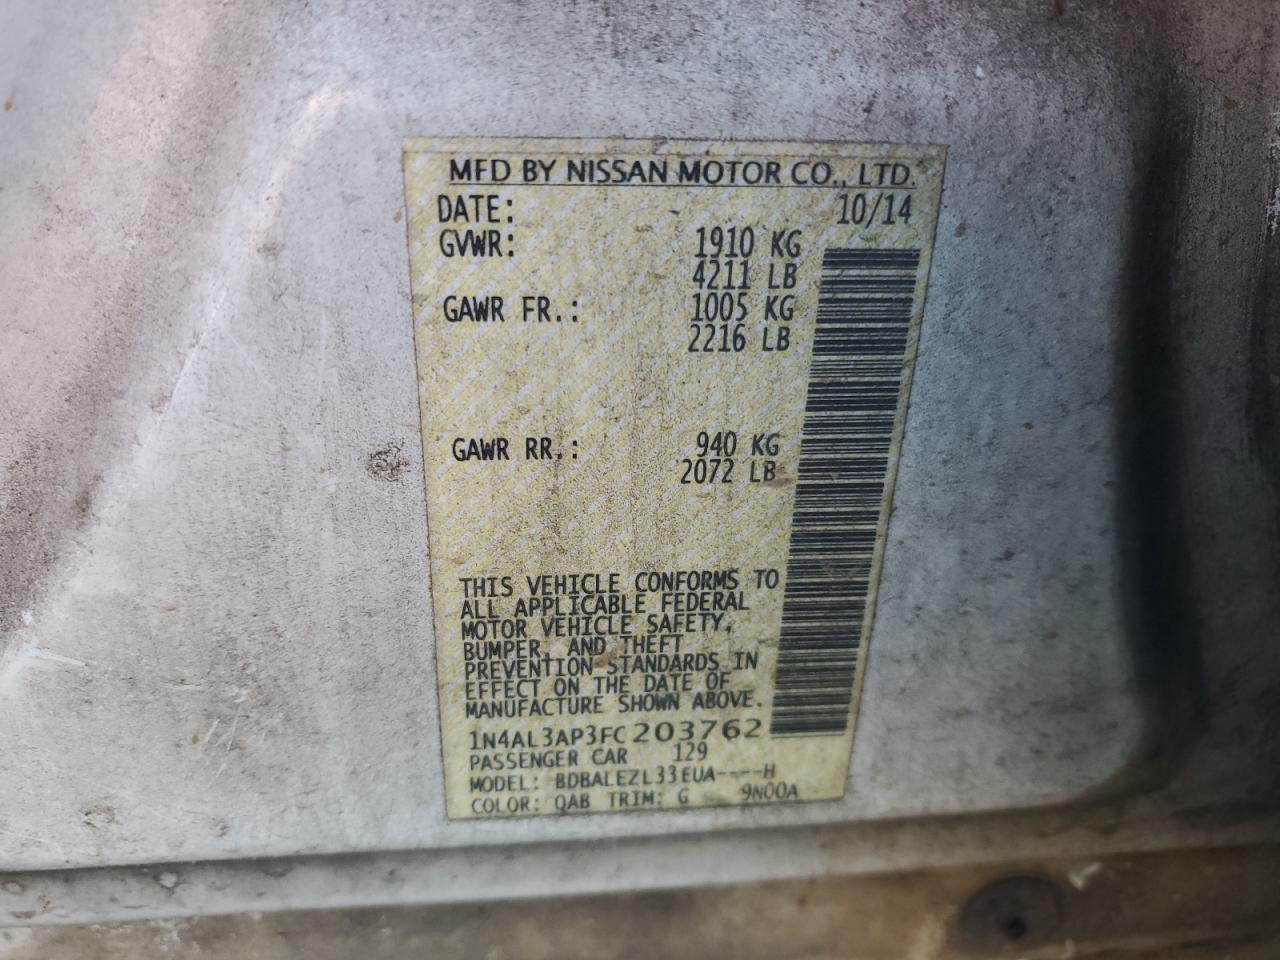 MFD BY NISSAN MOTOR CO., LTD.
DATE: 10/14
GVWR: 1910 KG
4211 LB
GAWR FR.: 1005 KG
2216 LB
GAWR RR.: 940 KG
2072 LB
THIS VEHICLE CONFORMS TO
ALL APPLICABLE FEDERAL
MOTOR VEHICLE SAFETY,
BUMPER, AND THEFT
PREVENTION STANDARDS IN
EFFECT ON THE DATE OF
MANUFACTURE SHOWN ABOVE.
1N4AL3AP3FC203762
PASSENGER CAR 129
MODEL: BDBALEZL33EUA----H
COLOR: QAB TRIM: G 9N00A